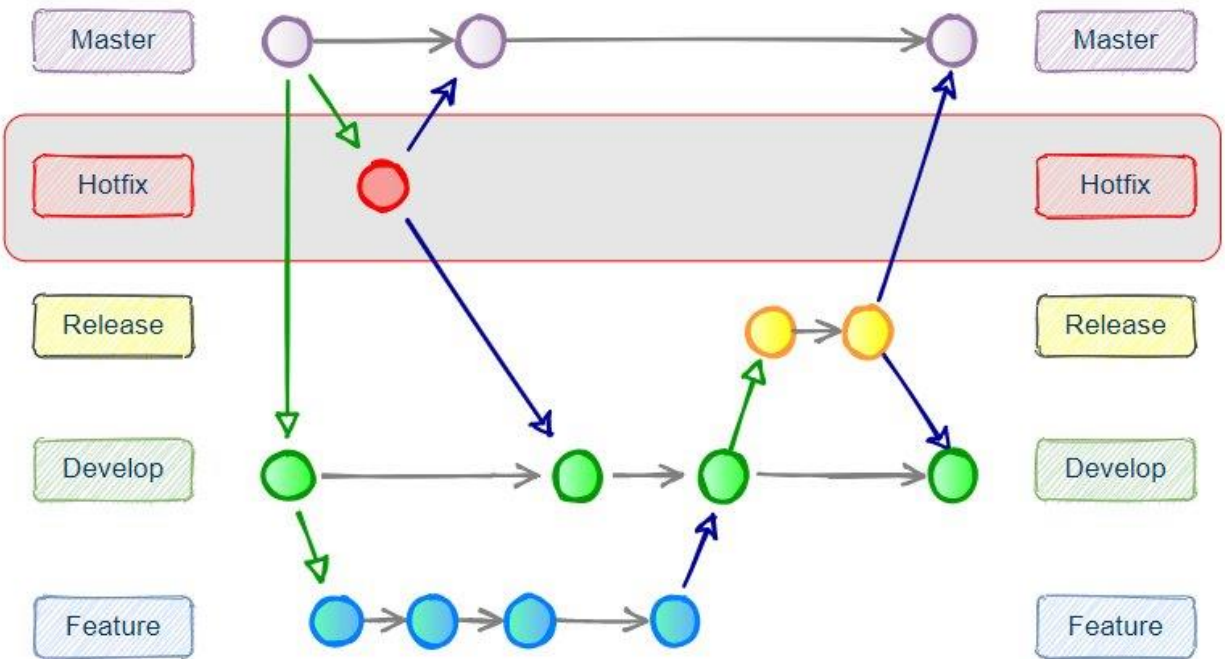 Master
Master
Hotfix
Hotfix
Release
Release
Develop
Develop
Feature
Feature